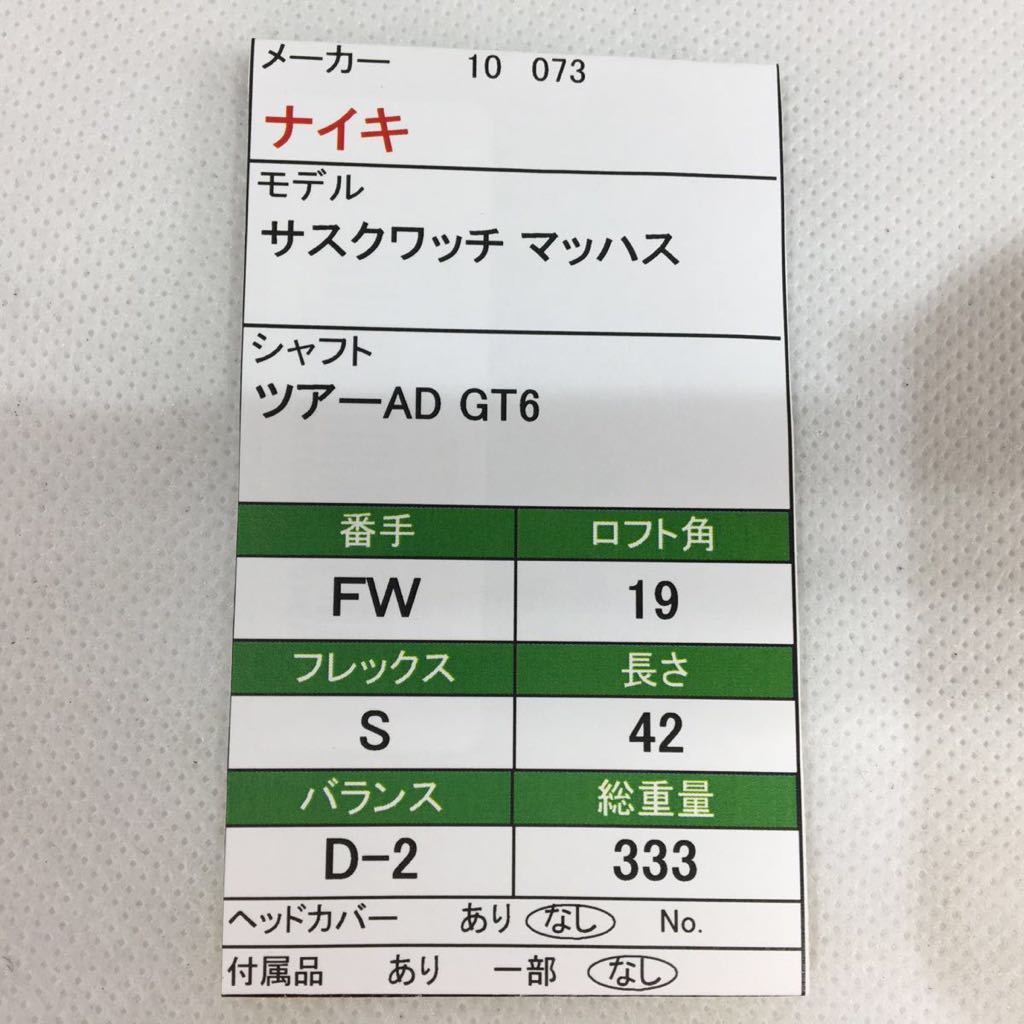 メーカー 10 073
ナイキ
モデル
サスクワッチ マッハス
シャフト
ツアーAD GT6
番手 ロフト角
FW 19
フレックス 長さ
S 42
バランス 総重量
D-2 333
ヘッドカバー あり なし No.
付属品 あり 一部 なし